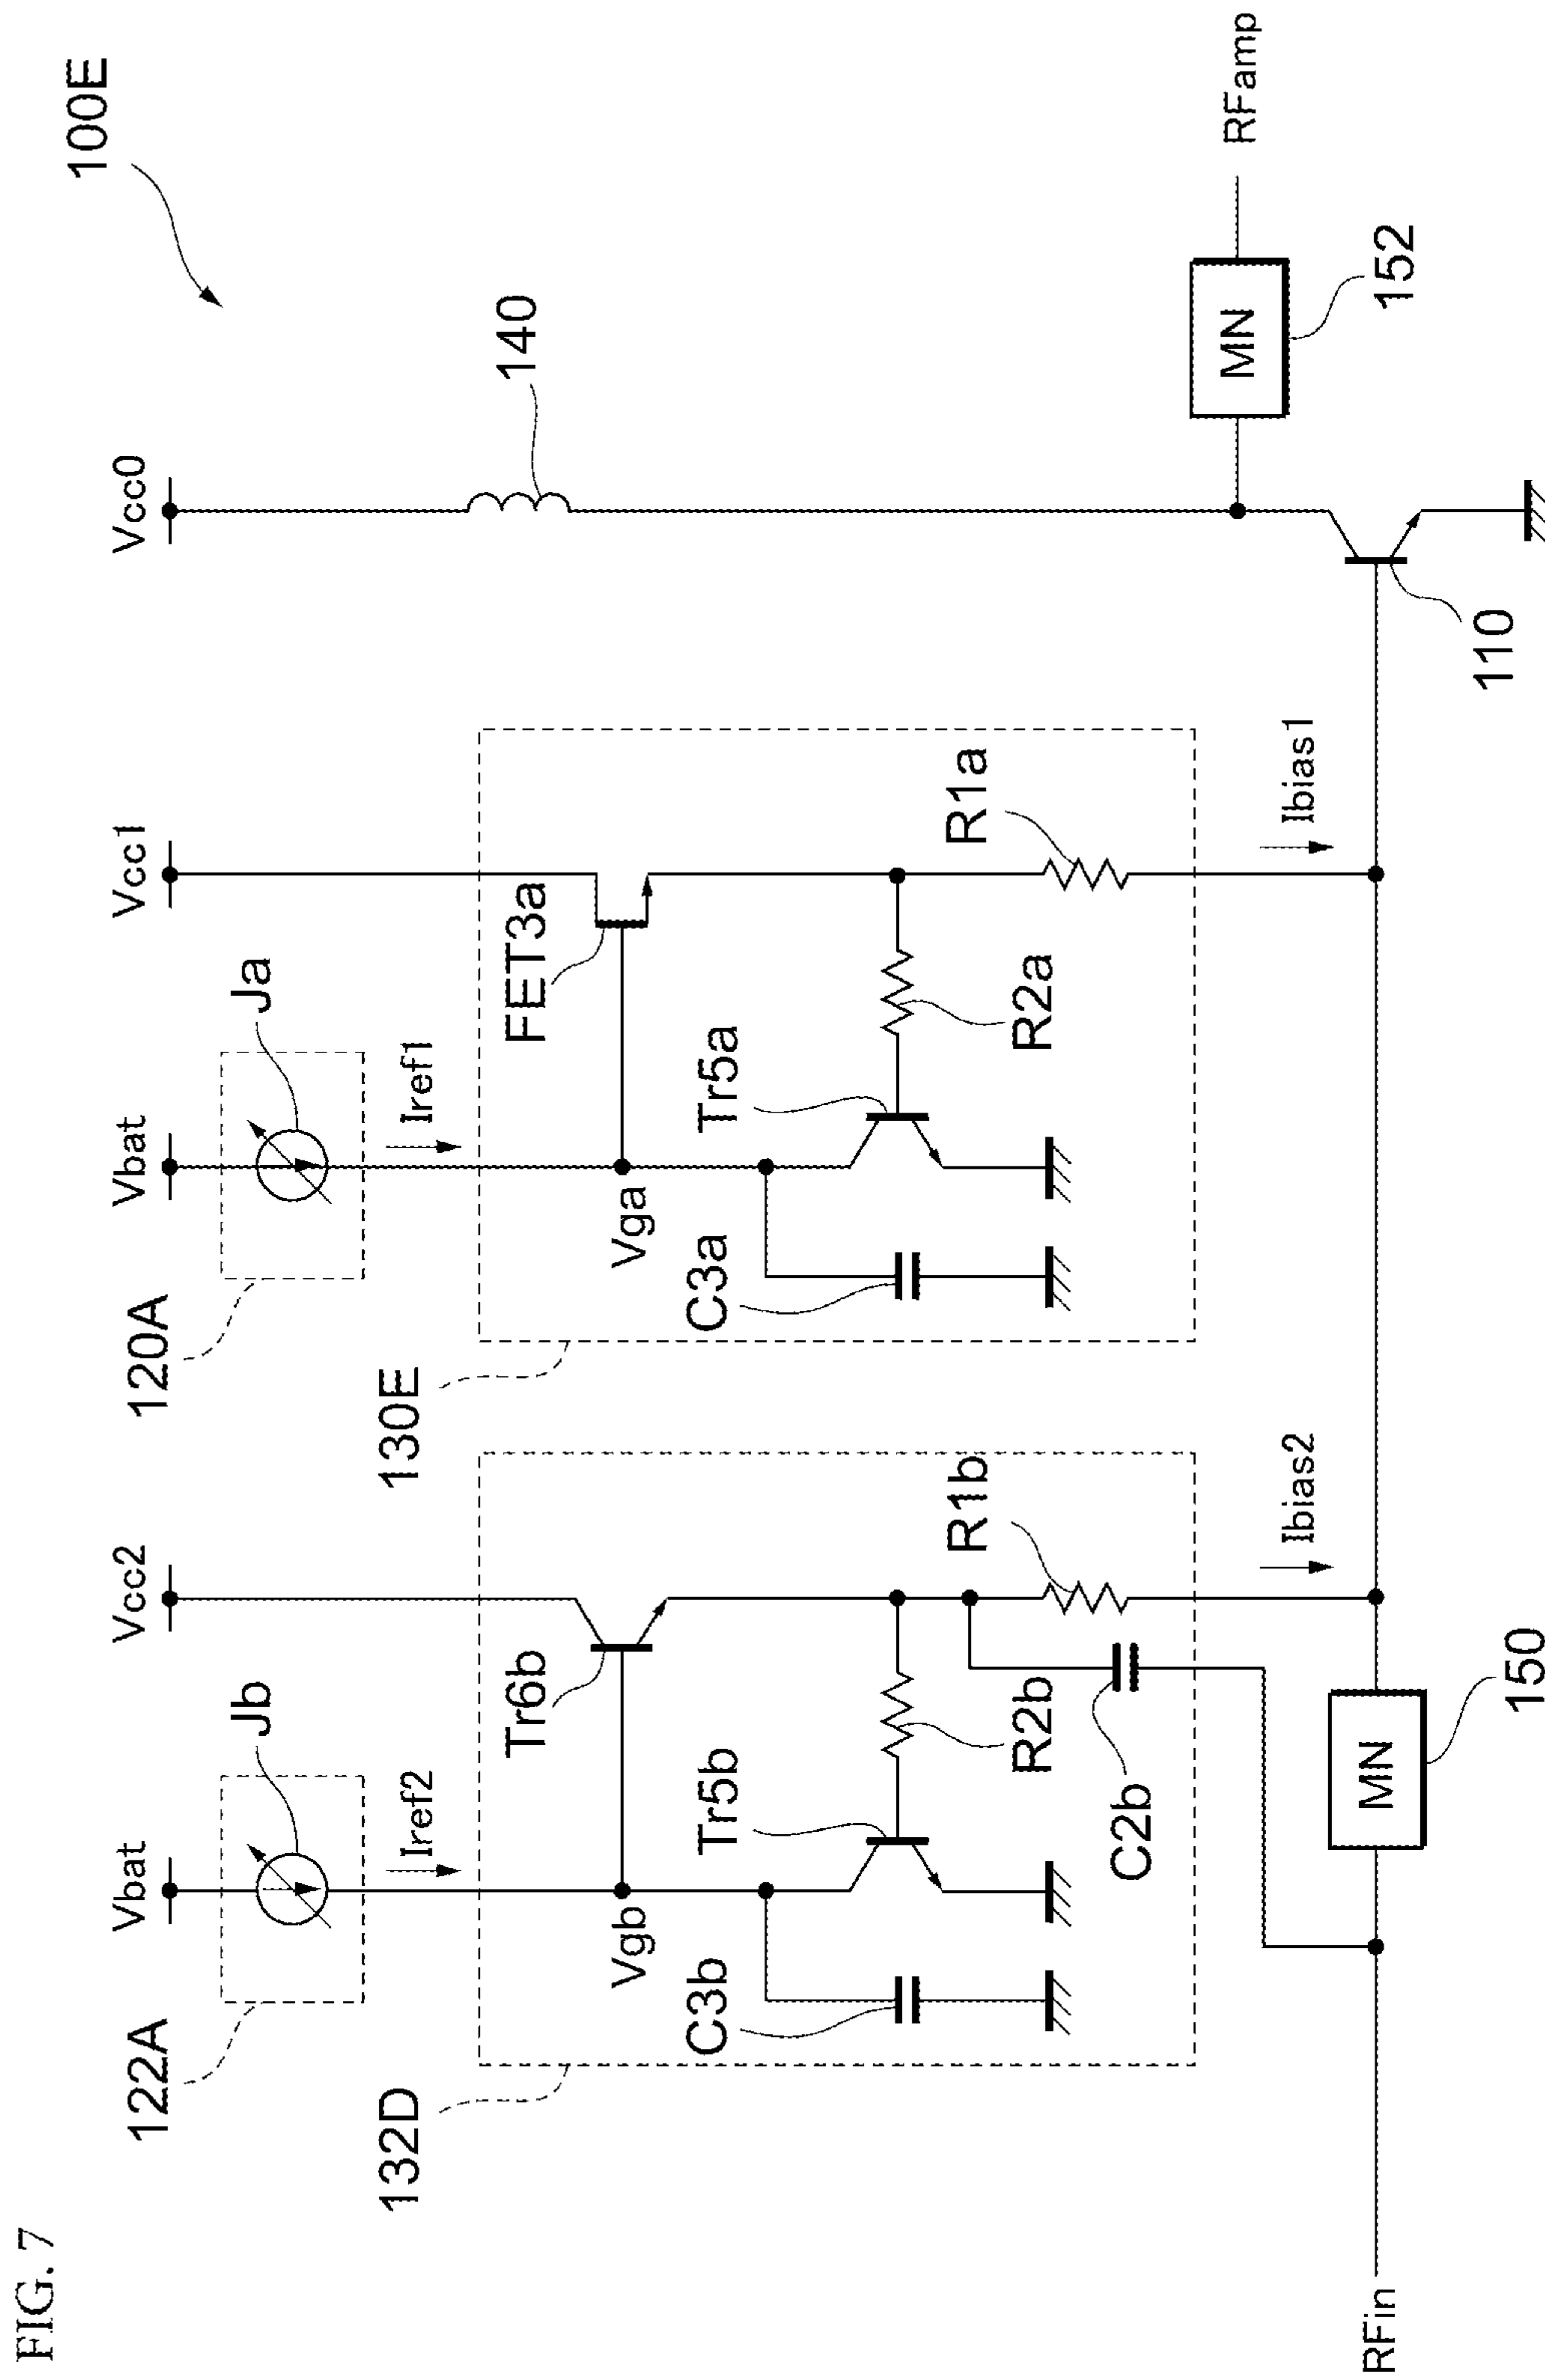 FIG. 7
100E
Vbat
Vcc2
Vbat
Vcc1
Vcc0
122A
Jb
120A
Ja
Iref2
Iref1
140
132D
Tr6b
130E
FET3a
Vgb
Vga
C3b
Tr5b
C3a
Tr5a
R2b
R1b
R2a
R1a
C2b
Ibias2
Ibias1
MN
152
RFamp
RFin
MN
150
110